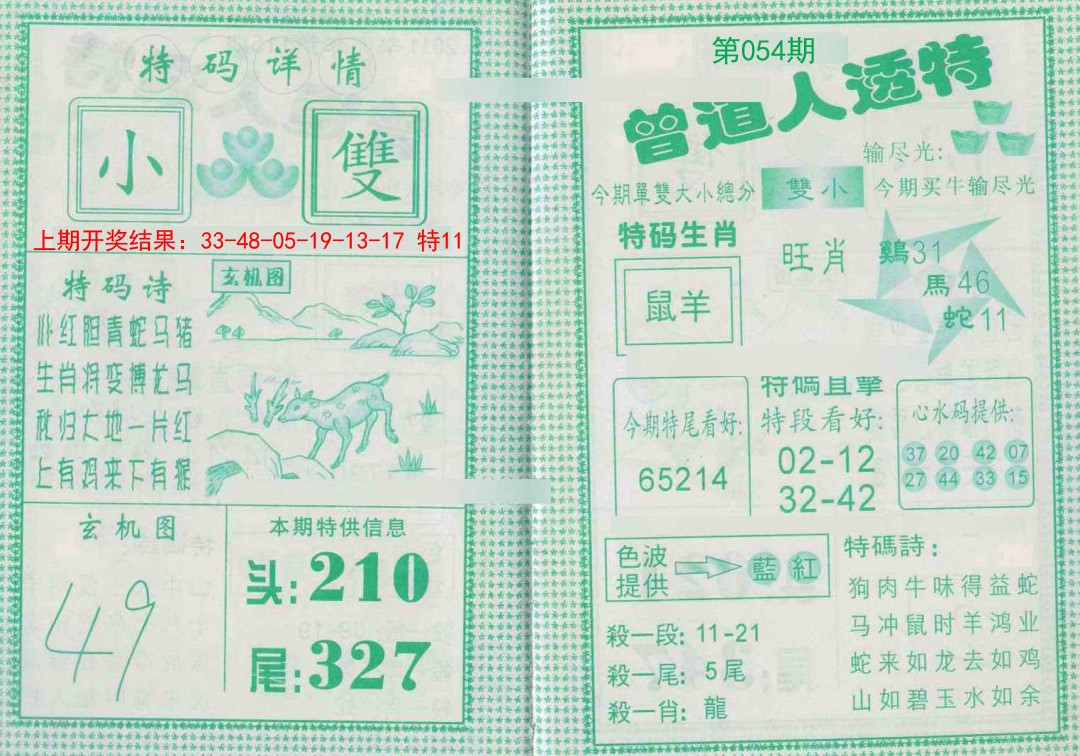 特码详情
小 雙
上期开奖结果：33-48-05-19-13-17 特11
特码诗
红胆青蛇马猪
生肖将变博龙马
秋归大地一片红
上有鸡来下有猴
玄机图
玄机图
49
本期特供信息
头:210
尾:327
第054期
曾道人透特
输尽光:
今期單雙大小總分 雙小 今期买牛输尽光
特码生肖
鼠羊
旺肖
鷄31
馬46
蛇11
今期特尾看好:
65214
特碼直擊
特段看好:
02-12
32-42
心水码提供:
37 20 42 07
27 44 33 15
色波
提供
藍 紅
殺一段: 11-21
殺一尾: 5尾
殺一肖: 龍
特碼詩:
狗肉牛味得益蛇
马冲鼠时羊鸿业
蛇来如龙去如鸡
山如碧玉水如余